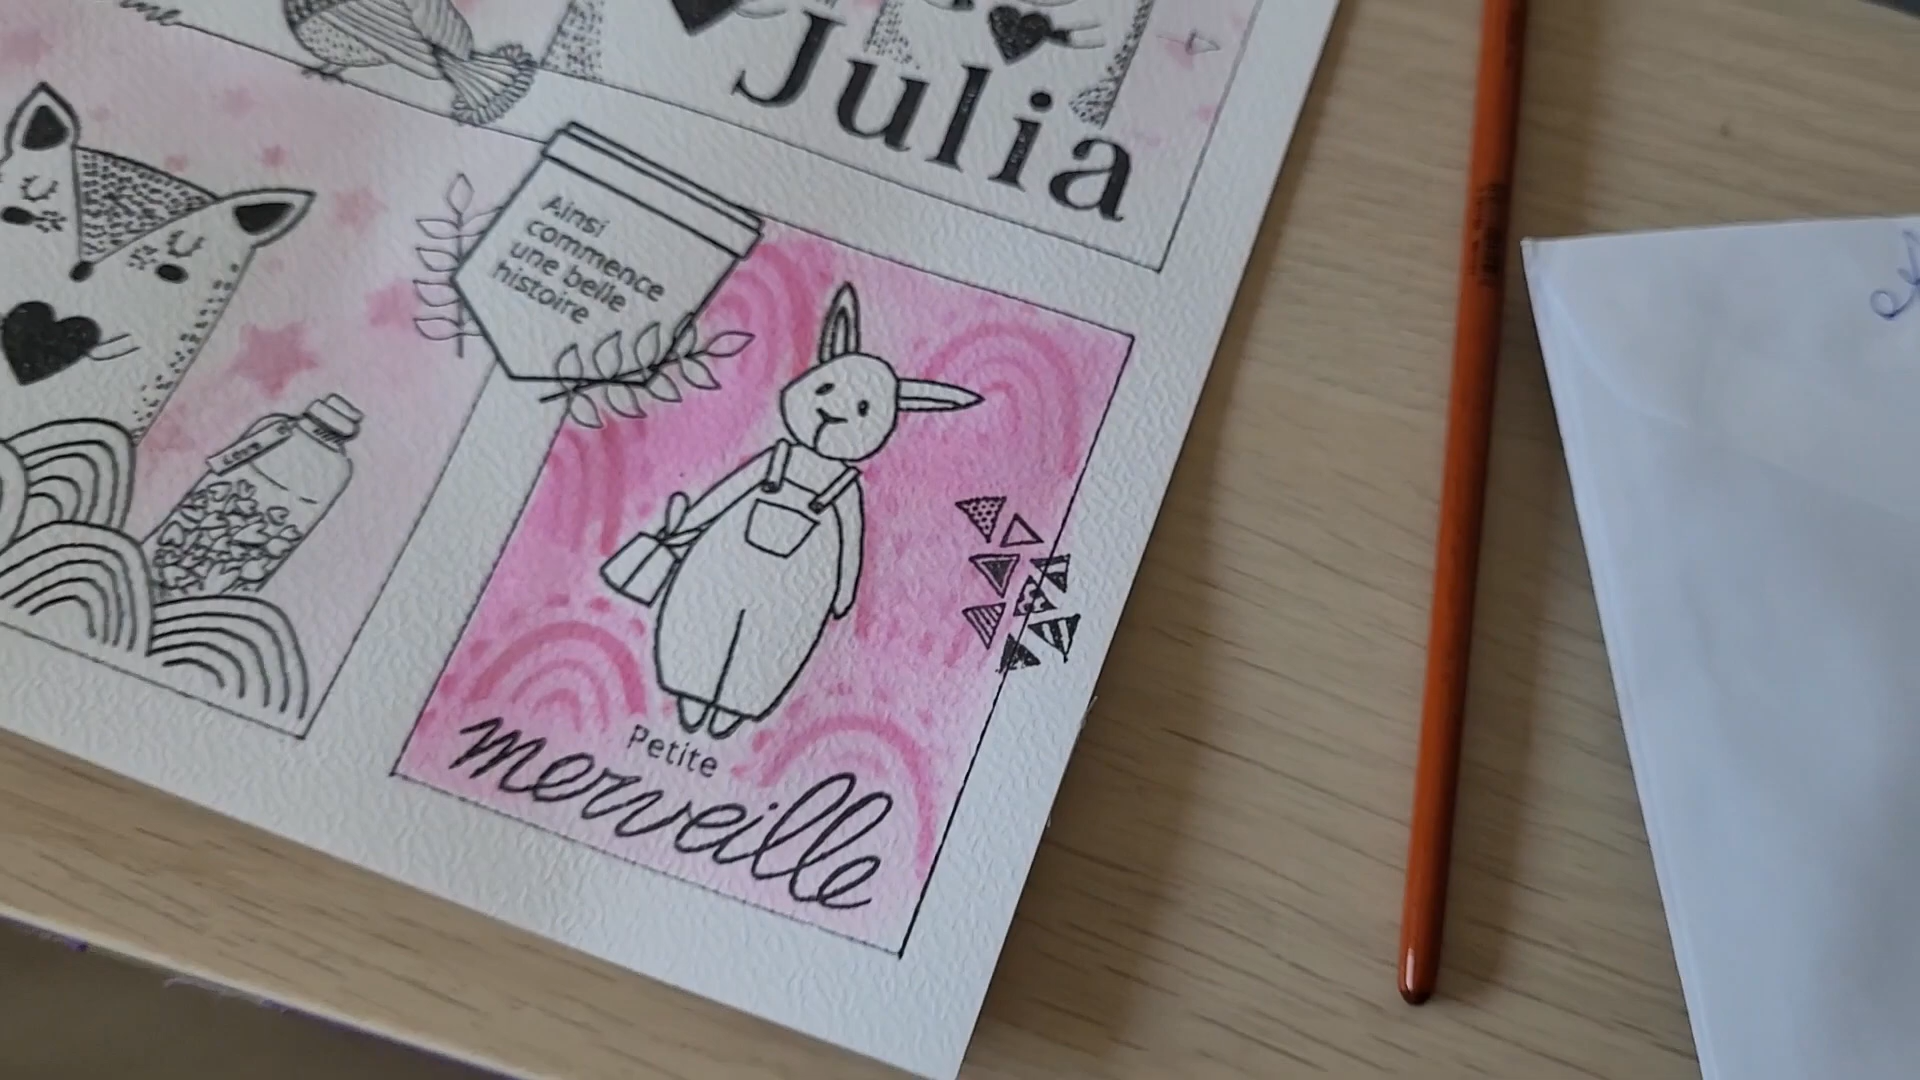 Julia
Ainsi
commence
une belle
histoire
Petite
merveille